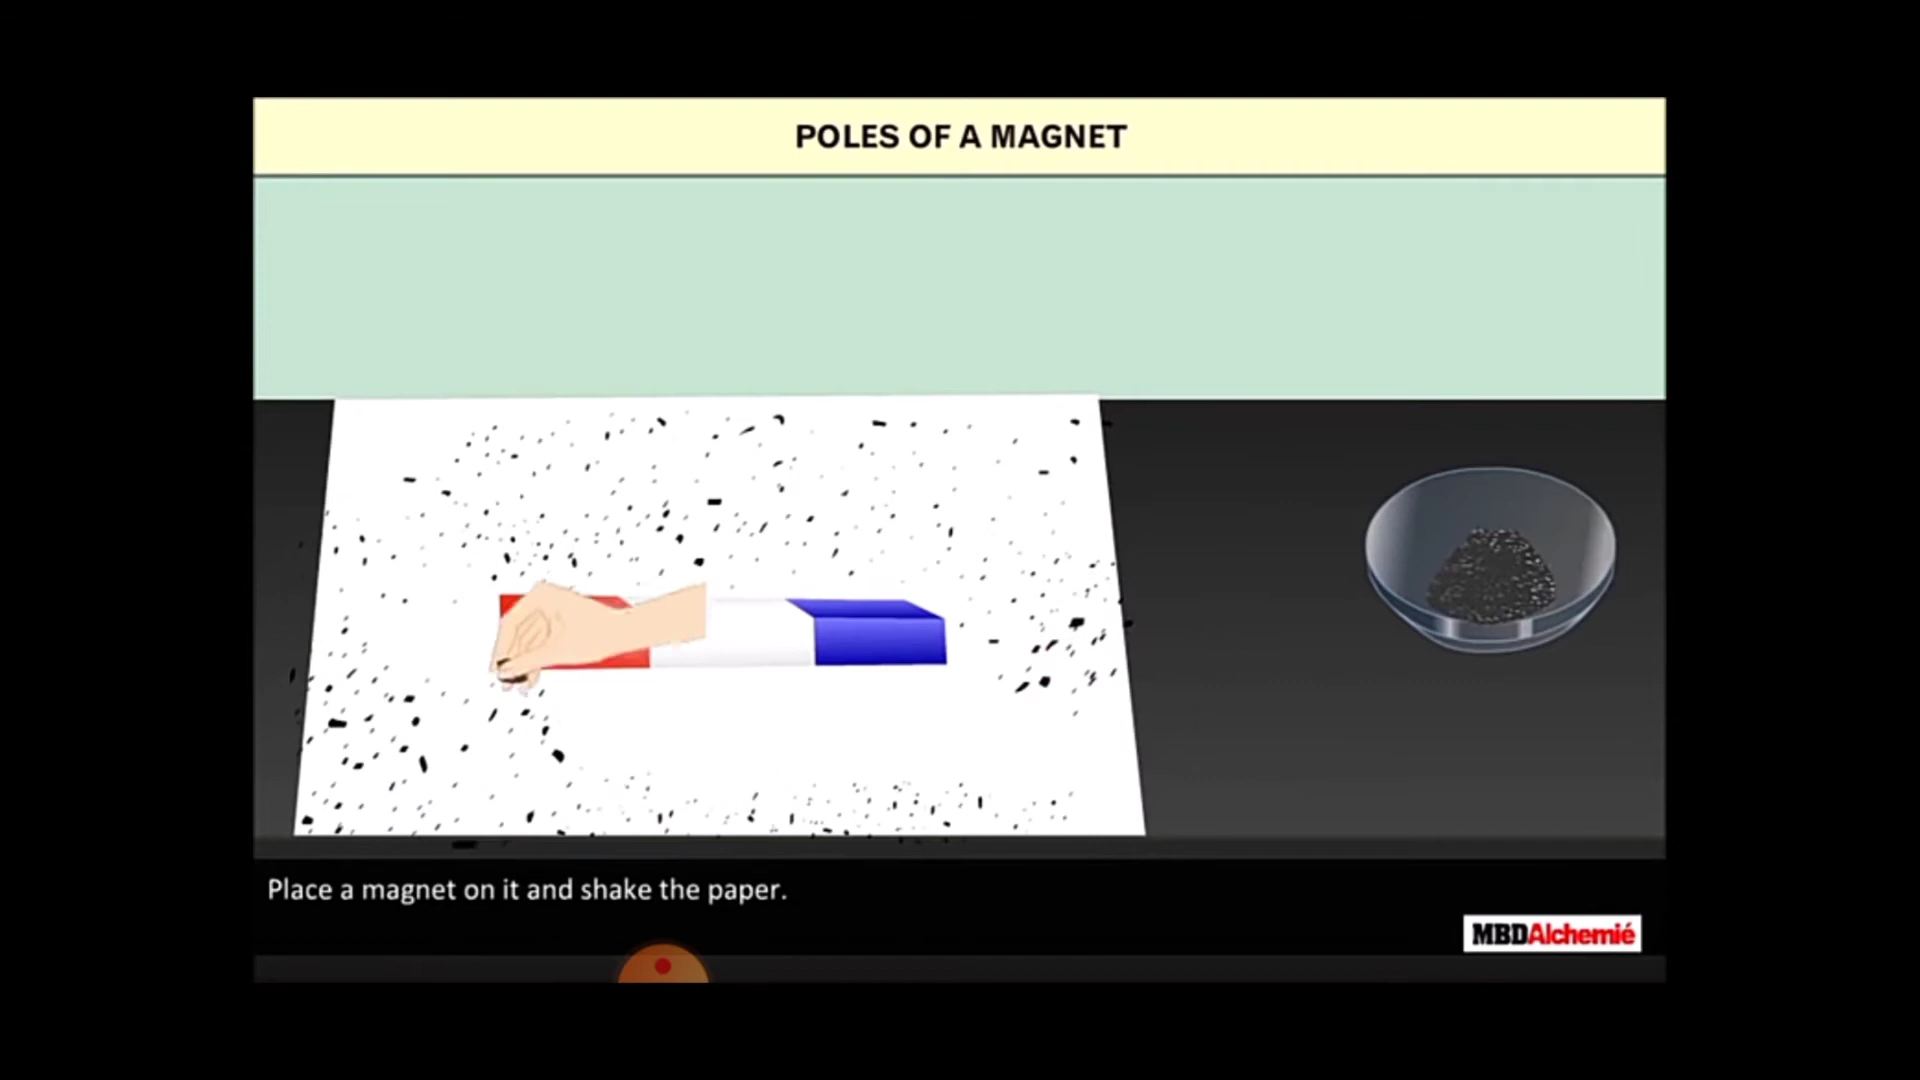 POLES OF A MAGNET
Place a magnet on it and shake the paper.
MBDAlchemié